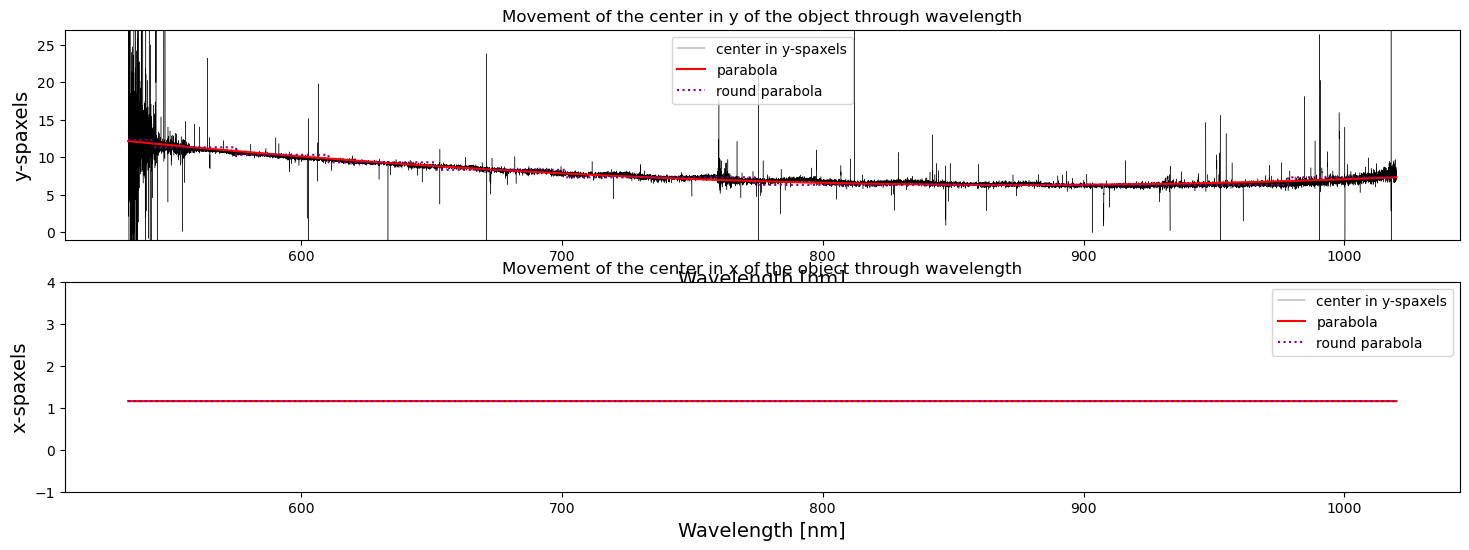 Movement of the center in y of the object through wavelength
25
20
15
10
5
0
y-spaxels
center in y-spaxels
parabola
round parabola
600
700
800
900
1000
Wavelength [nm]
Movement of the center in x of the object through wavelength
4
3
2
1
0
−1
x-spaxels
center in y-spaxels
parabola
round parabola
600
700
800
900
1000
Wavelength [nm]